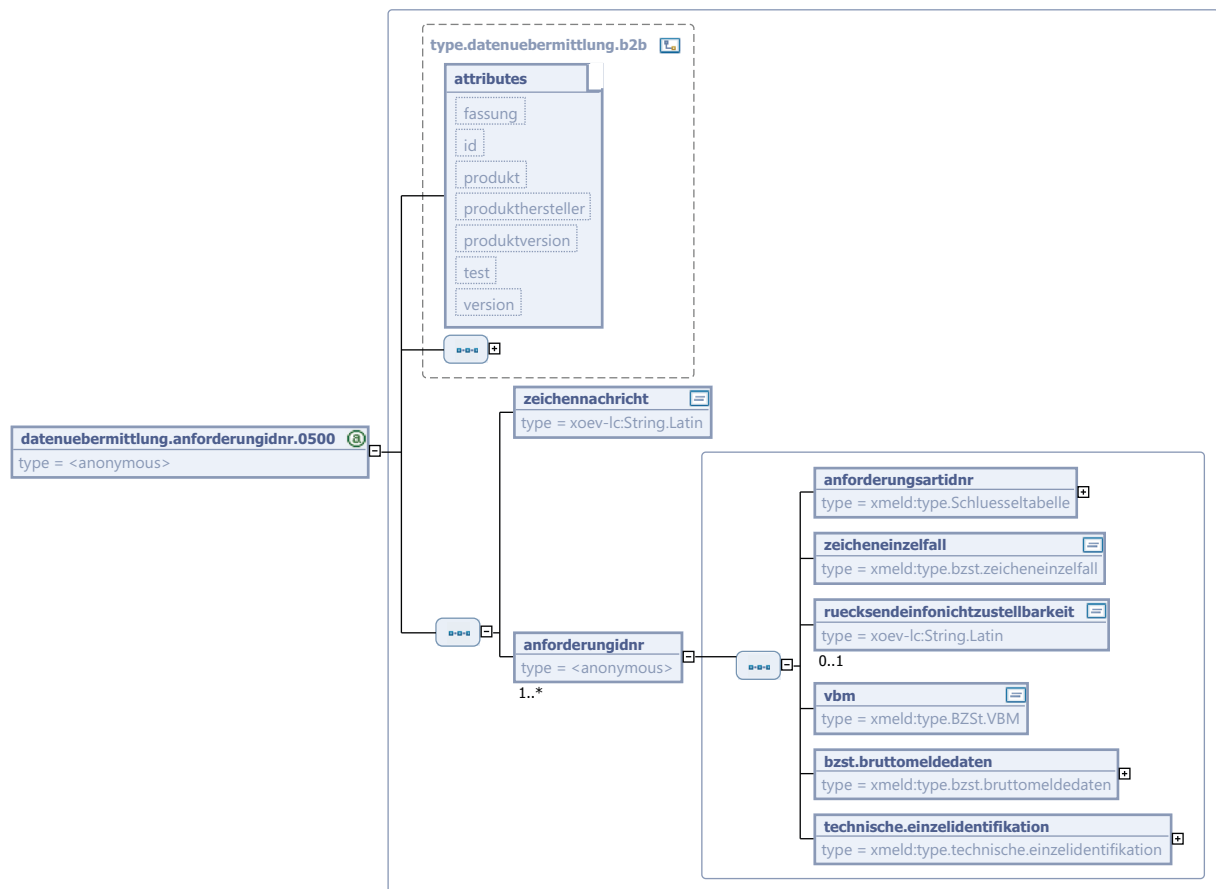 type.datenuebermittlung.b2b
attributes
fassung
id
produkt
produkthersteller
produktversion
test
version
zeichennachricht
type = xoev-lc:String.Latin
datenuebermittlung.anforderungidnr.0500 a
type = <anonymous>
anforderungsartidnr
type = xmeld:type.Schluesseltabelle
zeicheneinzelfall
type = xmeld:type.bzst.zeicheneinzelfall
ruecksendeinfonichtzustellbarkeit
type = xoev-lc:String.Latin
0..1
anforderungidnr
type = <anonymous>
1..*
vbm
type = xmeld:type.BZSt.VBM
bzst.bruttomeldedaten
type = xmeld:type.bzst.bruttomeldedaten
technische.einzelidentifikation
type = xmeld:type.technische.einzelidentifikation